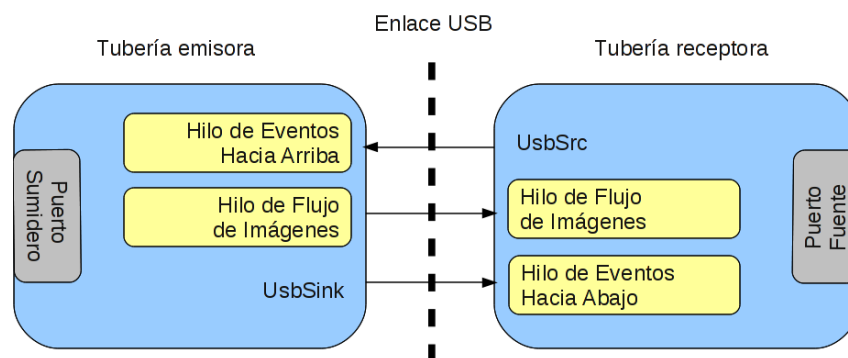 Enlace USB
Tubería emisora
Tubería receptora
Hilo de Eventos
Hacia Arriba
UsbSrc
Puerto
Sumidero
Hilo de Flujo
de Imágenes
Hilo de Flujo
de Imágenes
Puerto
Fuente
UsbSink
Hilo de Eventos
Hacia Abajo